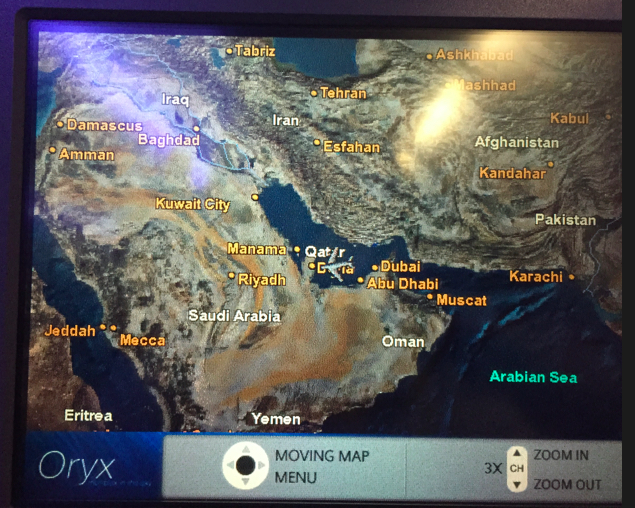 Tabriz
Ashkhabad
Mashhad
Tehran
Iraq
Iran
Kabul
Damascus
Baghdad
Esfahan
Afghanistan
Amman
Kandahar
Kuwait City
Pakistan
Manama
Qatar
Dubai
Riyadh
Abu Dhabi
Karachi
Muscat
Saudi Arabia
Jeddah
Mecca
Oman
Arabian Sea
Eritrea
Yemen
Oryx
MOVING MAP
MENU
3X
CH
ZOOM IN
ZOOM OUT